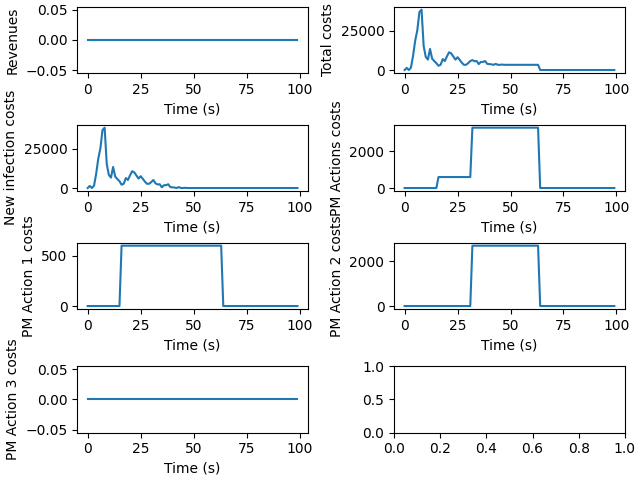 Revenues
0.05
0.00
−0.05
0 25 50 75 100
Time (s)
Total costs
25000
0
0 25 50 75 100
Time (s)
New infection costs
25000
0
0 25 50 75 100
Time (s)
PM Actions costs
2000
0
0 25 50 75 100
Time (s)
PM Action 1 costs
500
0
0 25 50 75 100
Time (s)
PM Action 2 costs
2000
0
0 25 50 75 100
Time (s)
PM Action 3 costs
0.05
0.00
−0.05
0 25 50 75 100
Time (s)
1.0
0.5
0.0
0.0 0.2 0.4 0.6 0.8 1.0